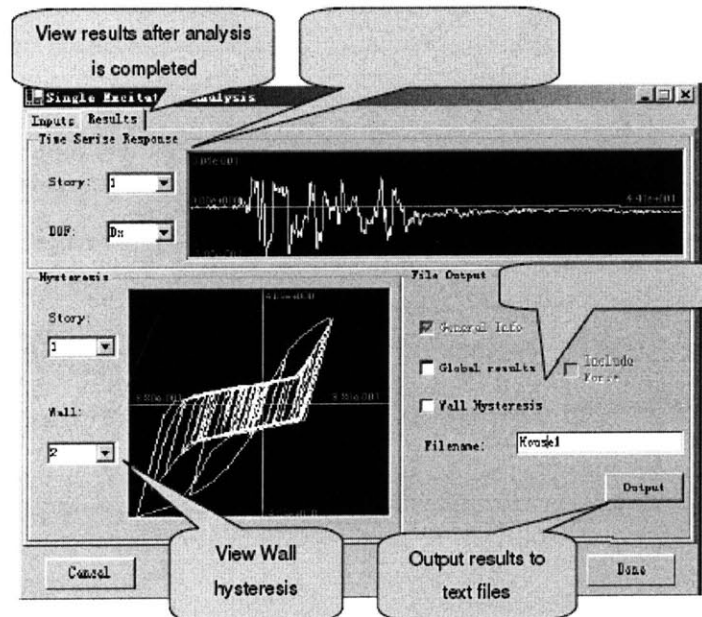 View results after analysis
is completed
Single Excitation Analysis
Inputs Results
Time Serise Response
Story: 1
DOF: Dx
Hysteresis
Story:
1
Wall:
2
File Output
General Info
Global results
Include
Force
Wall Hysteresis
Filename:
Output
View Wall
hysteresis
Output results to
text files
Cancel
Done